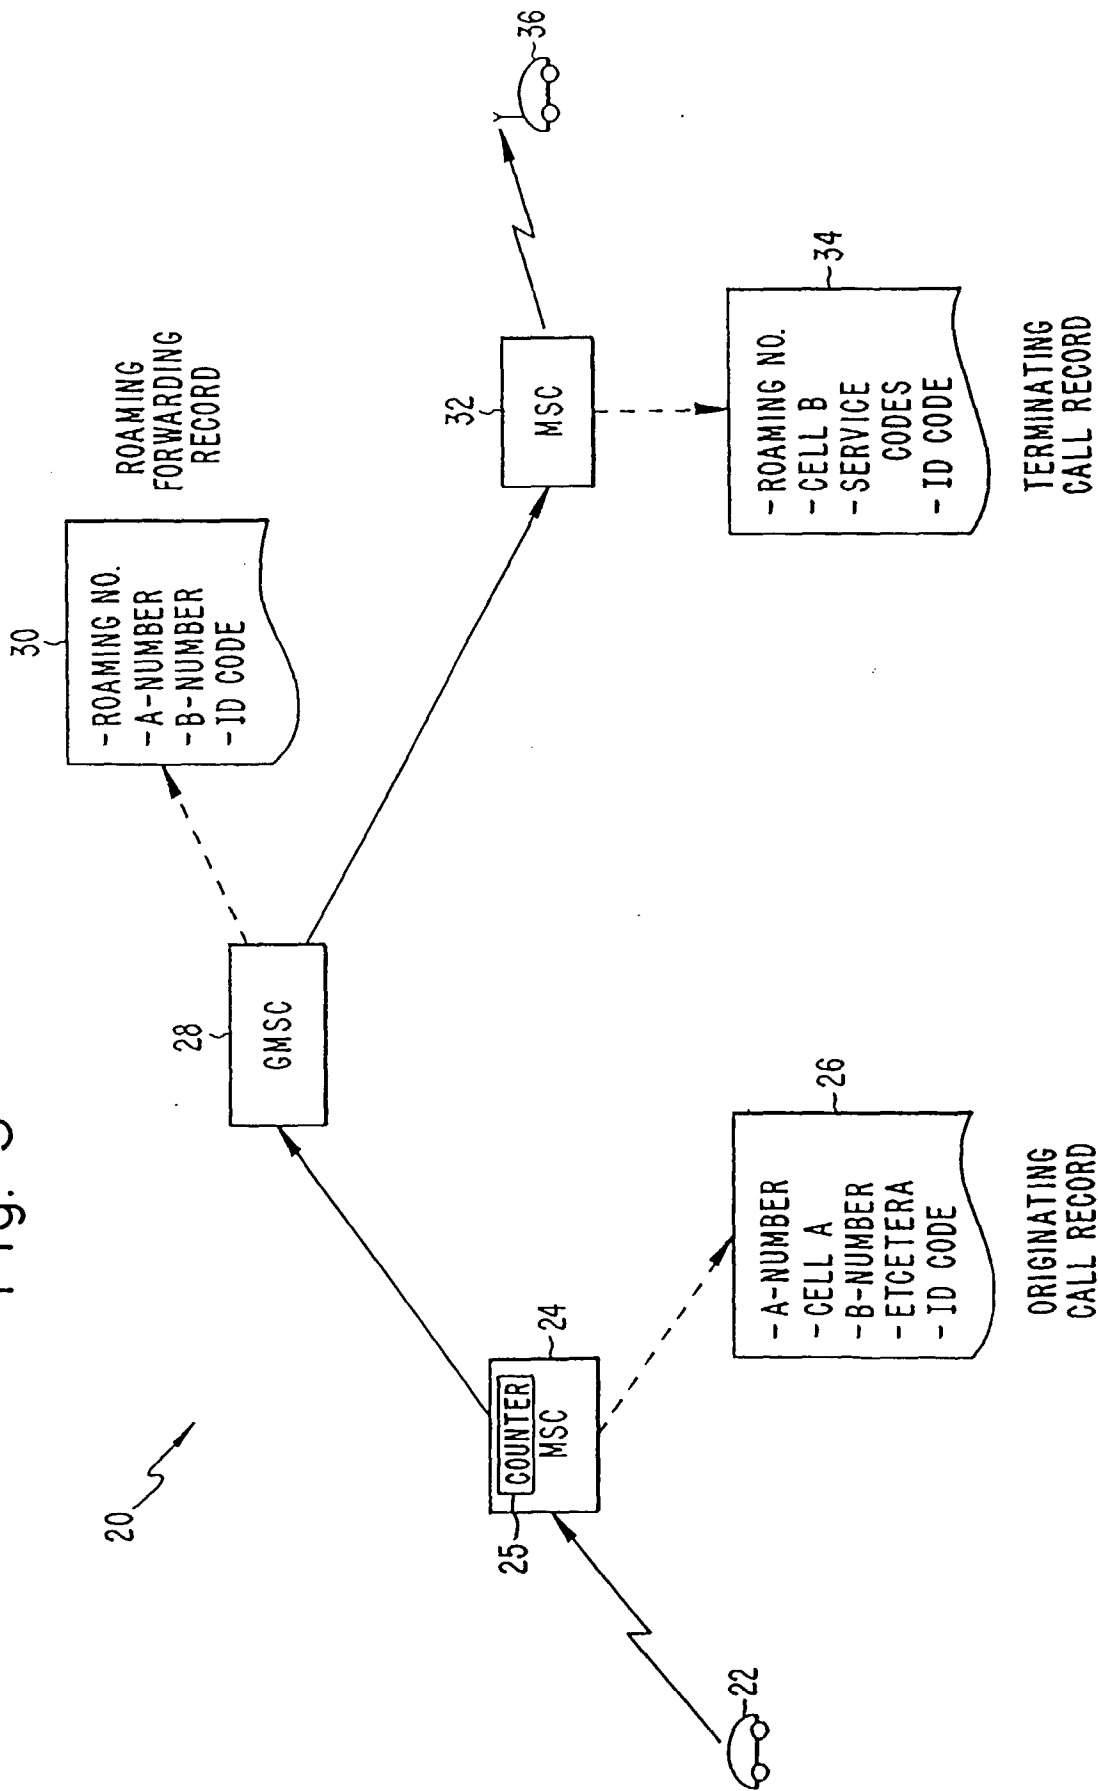 Fig.
20
22
25
COUNTER
MSC
24
- A-NUMBER
- CELL A
- B-NUMBER
- ETCETERA
- ID CODE
26
ORIGINATING
CALL RECORD
28
GMSC
30
- ROAMING NO.
- A-NUMBER
- B-NUMBER
- ID CODE
ROAMING
FORWARDING
RECORD
32
MSC
- ROAMING NO.
- CELL B
- SERVICE
CODES
- ID CODE
34
TERMINATING
CALL RECORD
36